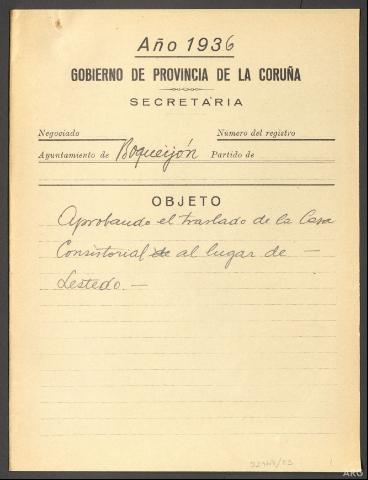 Año 1936
GOBIERNO DE PROVINCIA DE LA CORUÑA
SECRETARIA
Negociado Número del registro
Ayuntamiento de Boqueijón Partido de
OBJETO
Aprobando el traslado de la Casa
Consistorial al lugar de —
Lestedo. —
ARG